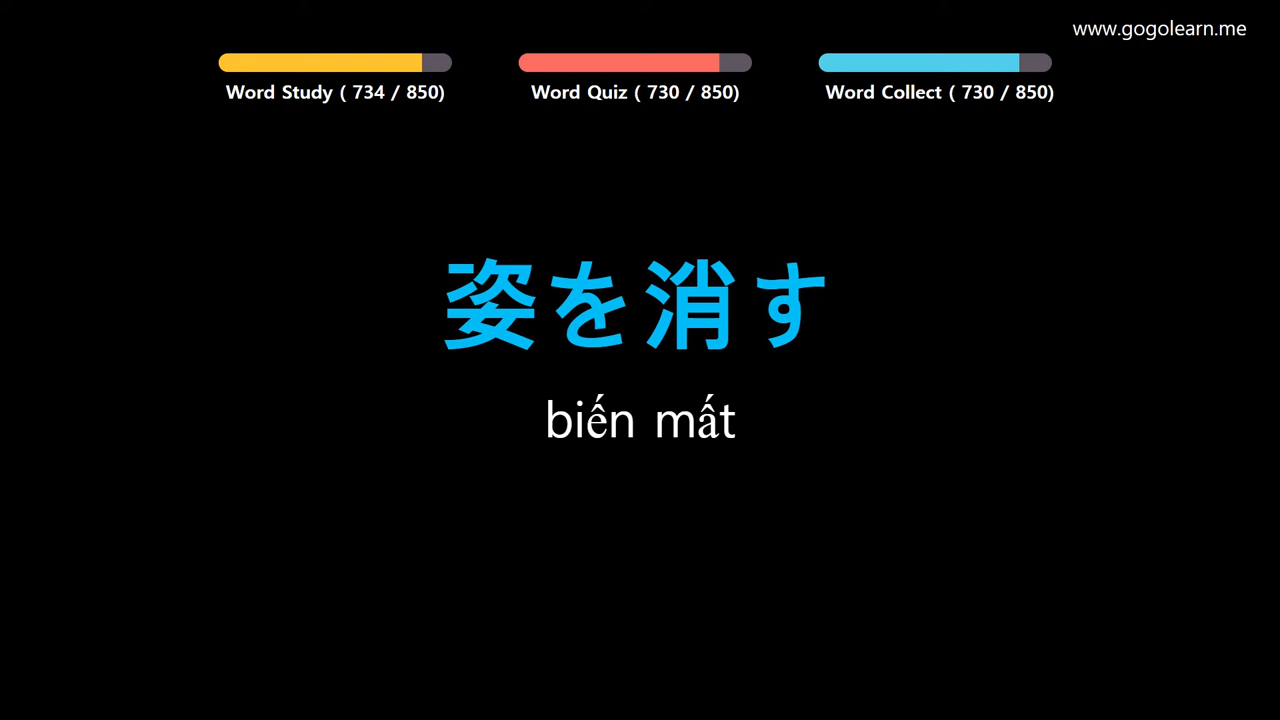 www.gogolearn.me
Word Study ( 734 / 850)
Word Quiz ( 730 / 850)
Word Collect ( 730 / 850)
姿を消す
biến mất